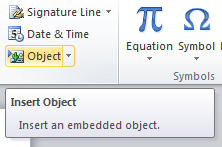 Signature Line
Date & Time
Object
π
Equation
Ω
Symbol
Symbols
Insert Object
Insert an embedded object.